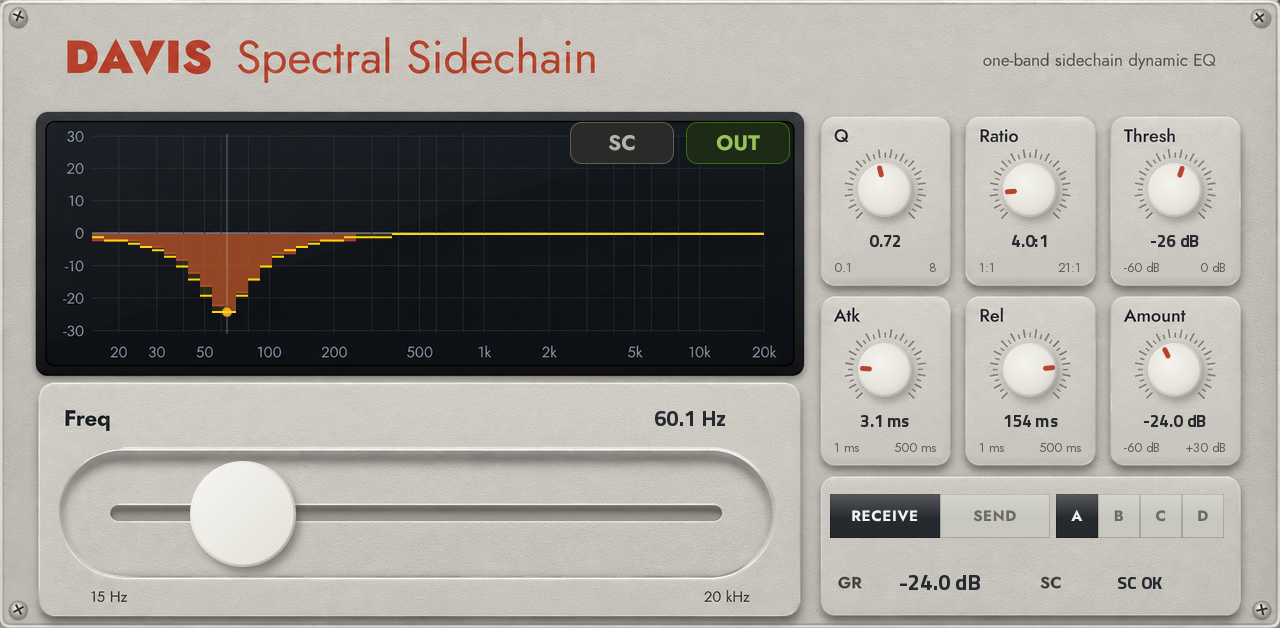 DAVIS Spectral Sidechain
one-band sidechain dynamic EQ
SC OUT
30
20
10
0
-10
-20
-30
20 30 50 100 200 500 1k 2k 5k 10k 20k
Q
0.72
0.1 8
Ratio
4.0:1
1:1 21:1
Thresh
-26 dB
-60 dB 0 dB
Atk
3.1 ms
1 ms 500 ms
Rel
154 ms
1 ms 500 ms
Amount
-24.0 dB
-60 dB +30 dB
Freq 60.1 Hz
15 Hz 20 kHz
RECEIVE SEND A B C D
GR -24.0 dB SC SC OK